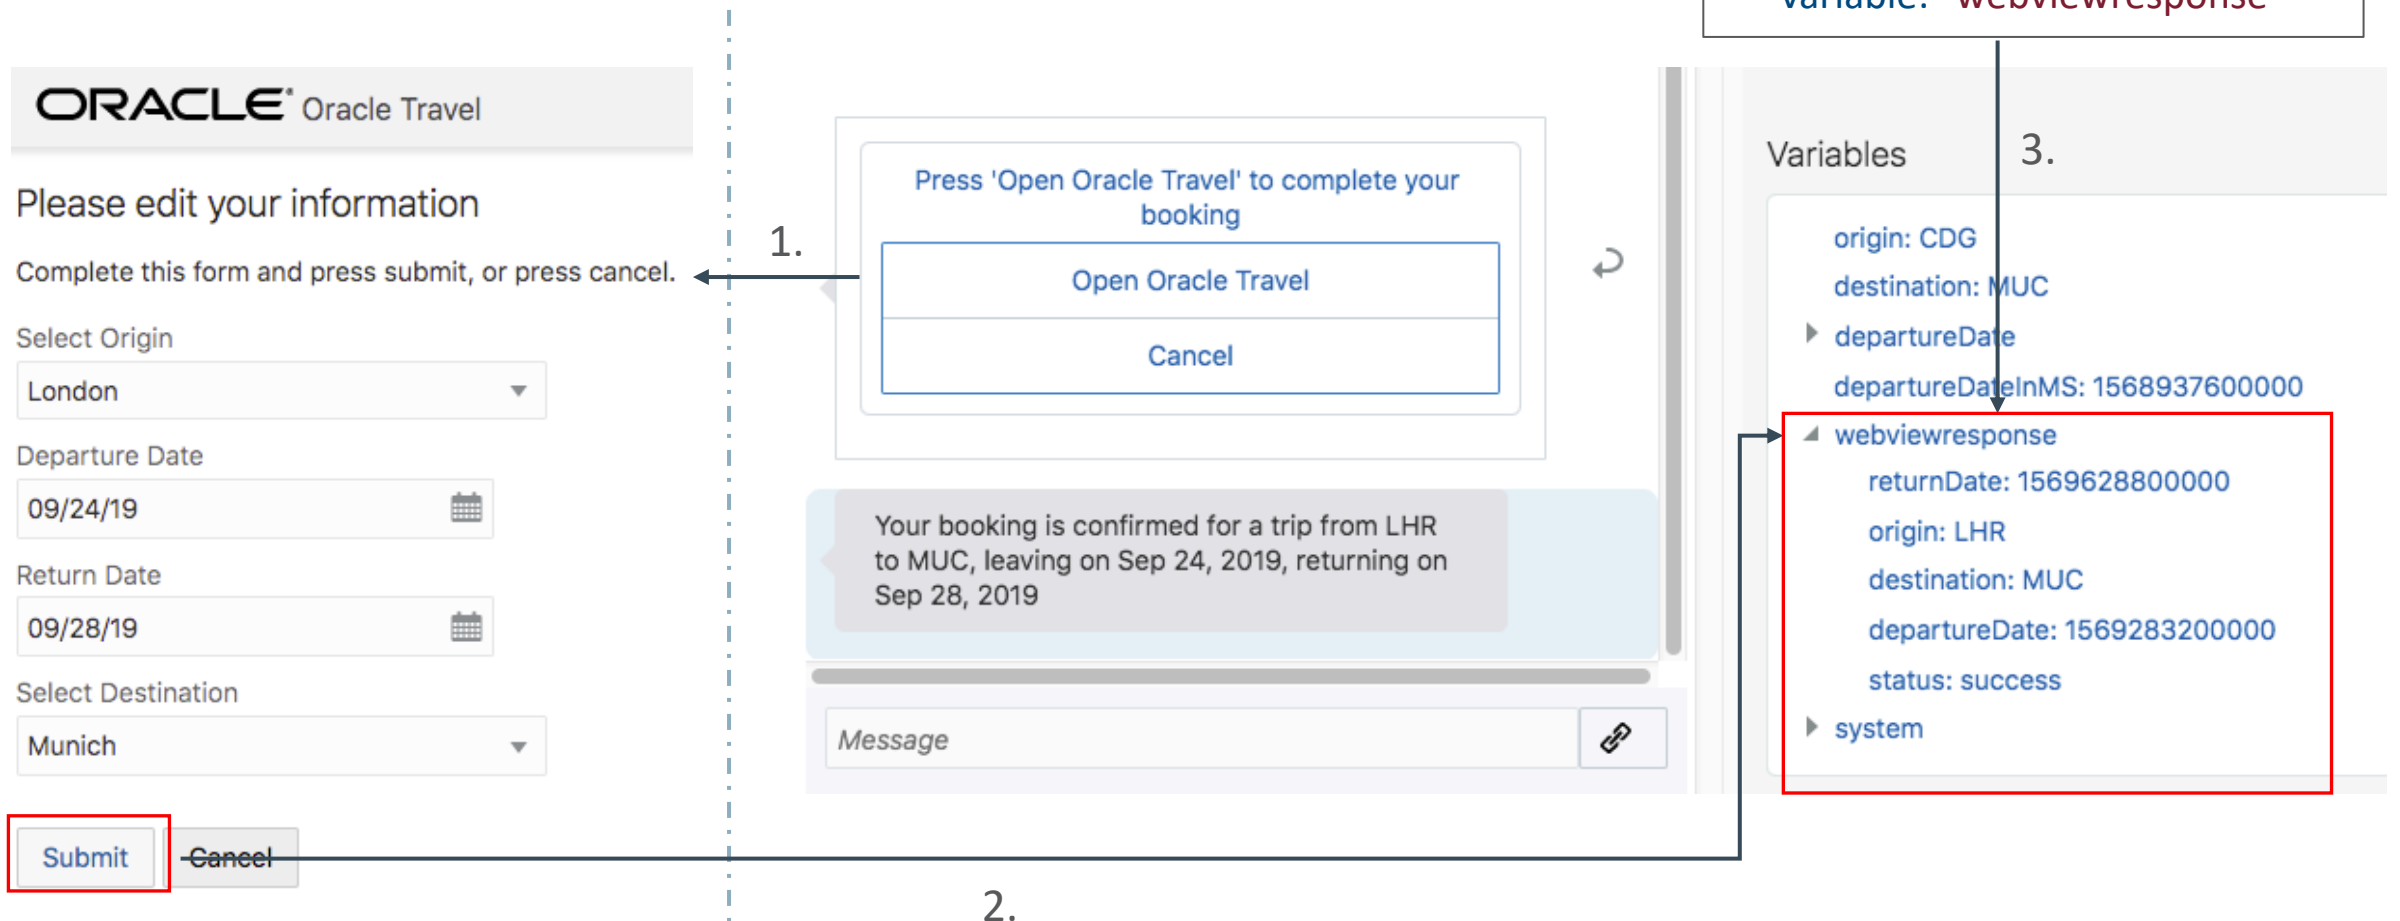 variable: "webviewresponse"
ORACLE® Oracle Travel
Please edit your information
Complete this form and press submit, or press cancel.
Select Origin
London
Departure Date
09/24/19
Return Date
09/28/19
Select Destination
Munich
Submit
Cancel
1.
Press 'Open Oracle Travel' to complete your
booking
Open Oracle Travel
Cancel
Your booking is confirmed for a trip from LHR
to MUC, leaving on Sep 24, 2019, returning on
Sep 28, 2019
Message
2.
3.
Variables
origin: CDG
destination: MUC
departureDate
departureDateInMS: 1568937600000
webviewresponse
returnDate: 1569628800000
origin: LHR
destination: MUC
departureDate: 1569283200000
status: success
system